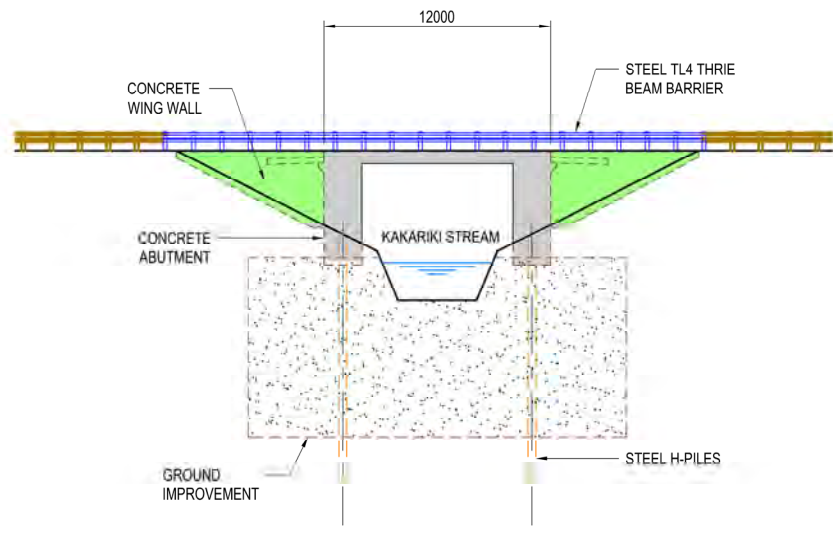 12000
STEEL TL4 THRIE
BEAM BARRIER
CONCRETE
WING WALL
CONCRETE
ABUTMENT
KAKARIKI STREAM
GROUND
IMPROVEMENT
STEEL H-PILES